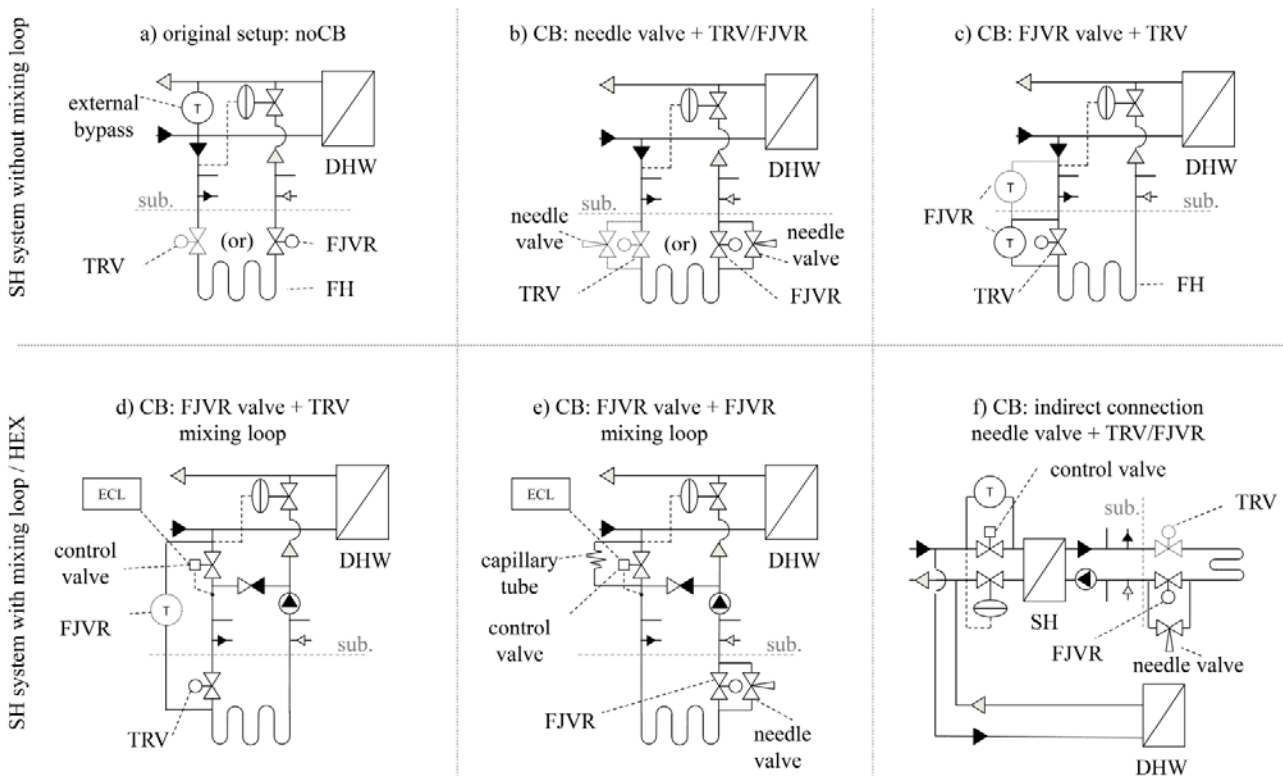 SH system without mixing loop
a) original setup: noCB
external
bypass
T
DHW
sub.
(or)
TRV
FJVR
FH
b) CB: needle valve + TRV/FJVR
DHW
sub.
needle
valve
(or)
needle
valve
TRV
FJVR
c) CB: FJVR valve + TRV
DHW
T
FJVR
T
sub.
TRV
FH
SH system with mixing loop / HEX
d) CB: FJVR valve + TRV
mixing loop
ECL
control
valve
DHW
T
FJVR
sub.
TRV
e) CB: FJVR valve + FJVR
mixing loop
ECL
capillary
tube
DHW
control
valve
sub.
FJVR
needle
valve
f) CB: indirect connection
needle valve + TRV/FJVR
control valve
T
sub.
TRV
SH
FJVR
needle valve
DHW